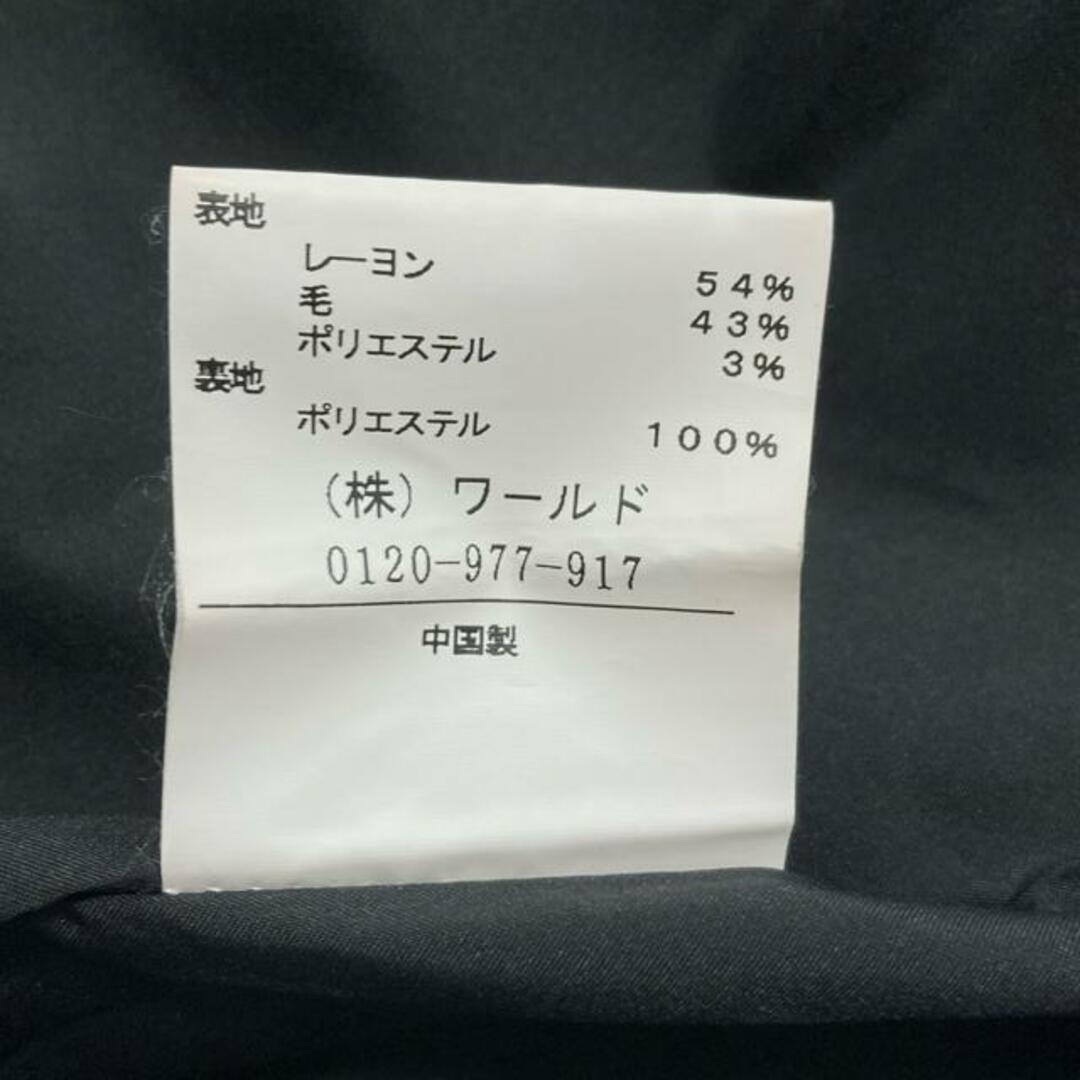 表地
レーヨン 54%
毛 43%
ポリエステル 3%
裏地
ポリエステル 100%
(株) ワールド
0120-977-917
中国製